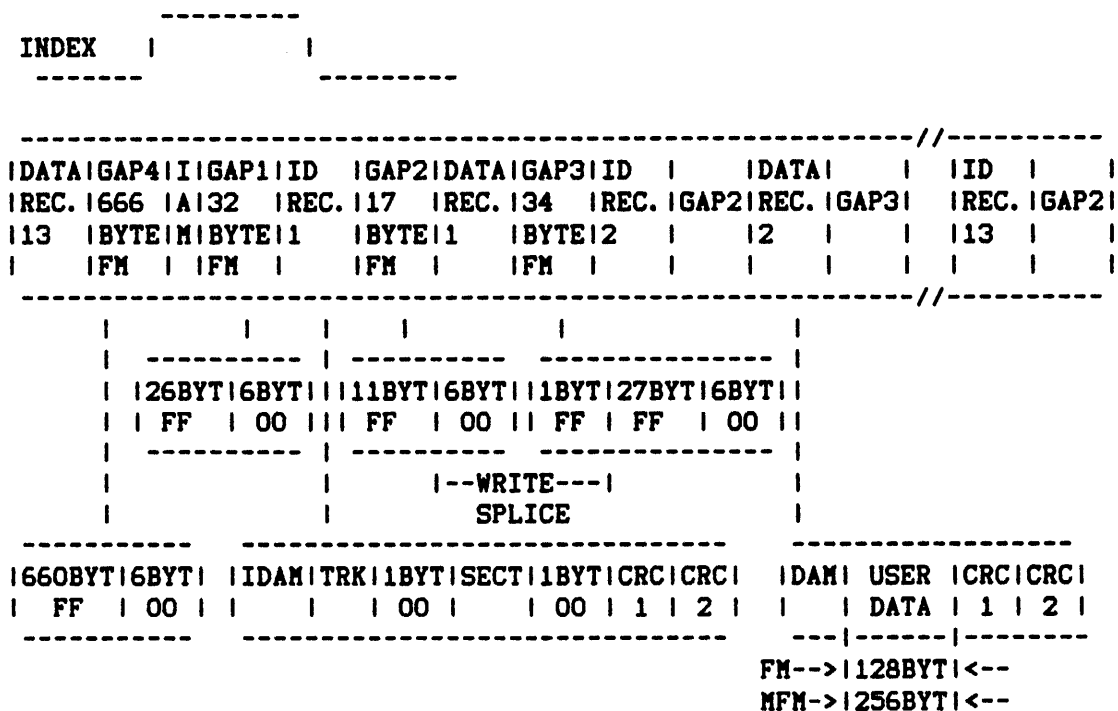 INDEX
|DATA|GAP4|I|GAP1|ID |GAP2|DATA|GAP3|ID | |DATA| | |ID | |
|REC.|666 |A|32 |REC.|17 |REC.|34 |REC.|GAP2|REC.|GAP3| |REC.|GAP2|
|13 |BYTE|M|BYTE|1 |BYTE|1 |BYTE|2 | |2 | | |13 | |
| |FM | |FM | |FM | |FM | | | | | | | |
|26BYT|6BYT|||11BYT|6BYT||1BYT|27BYT|6BYT||
| FF | 00 ||| FF | 00 || FF | FF | 00 ||
|--WRITE---|
SPLICE
|660BYT|6BYT| |IDAM|TRK|1BYT|SECT|1BYT|CRC|CRC| |DAM| USER |CRC|CRC|
| FF | 00 | | | | 00 | | 00 | 1 | 2 | | | DATA | 1 | 2 |
FM-->|128BYT|<--
MFM->|256BYT|<--